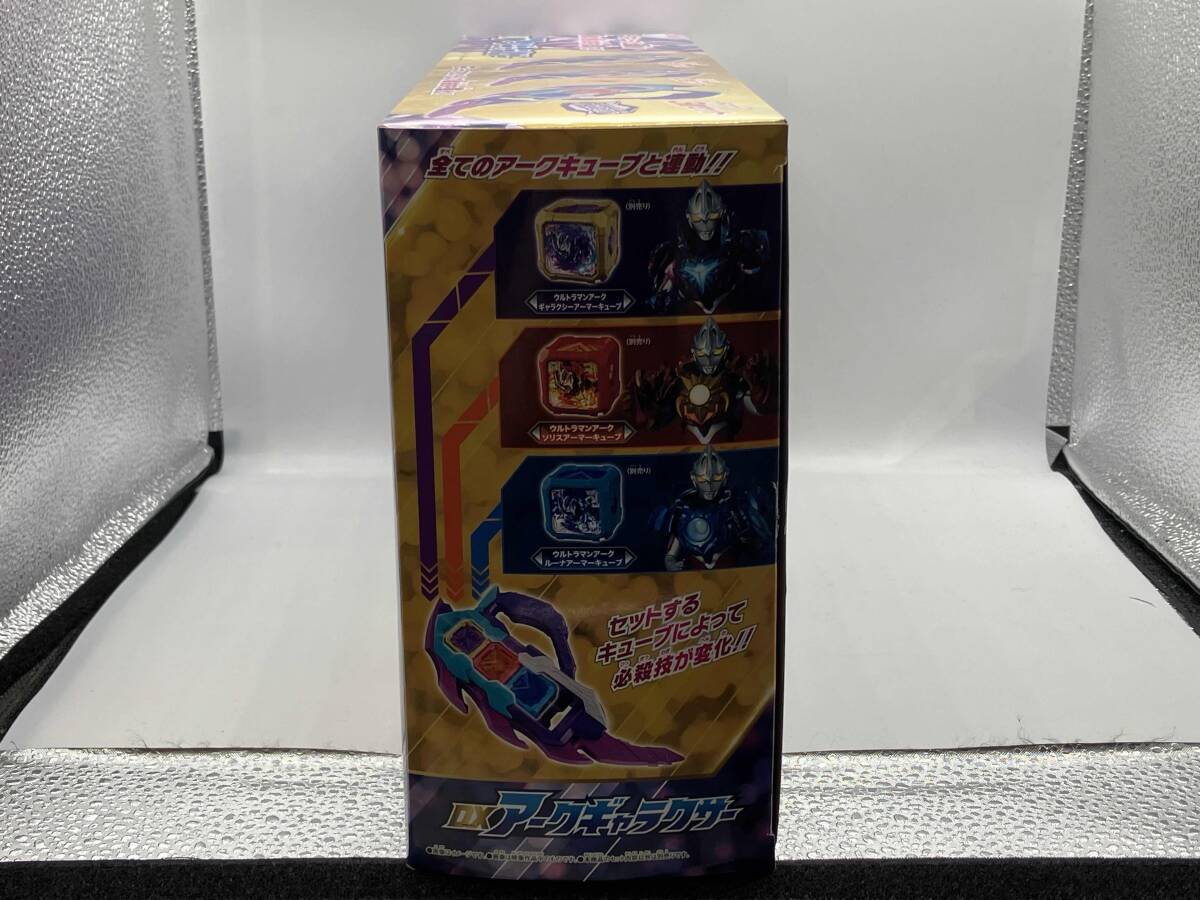 全てのアークキューブと連動!!
(別売り)
ウルトラマンアーク
ギャラクシーアーマーキューブ
(別売り)
ウルトラマンアーク
ソリスアーマーキューブ
(別売り)
ウルトラマンアーク
ルーナアーマーキューブ
セットする
キューブによって
必殺技が変化!!
DXアークギャラクサー